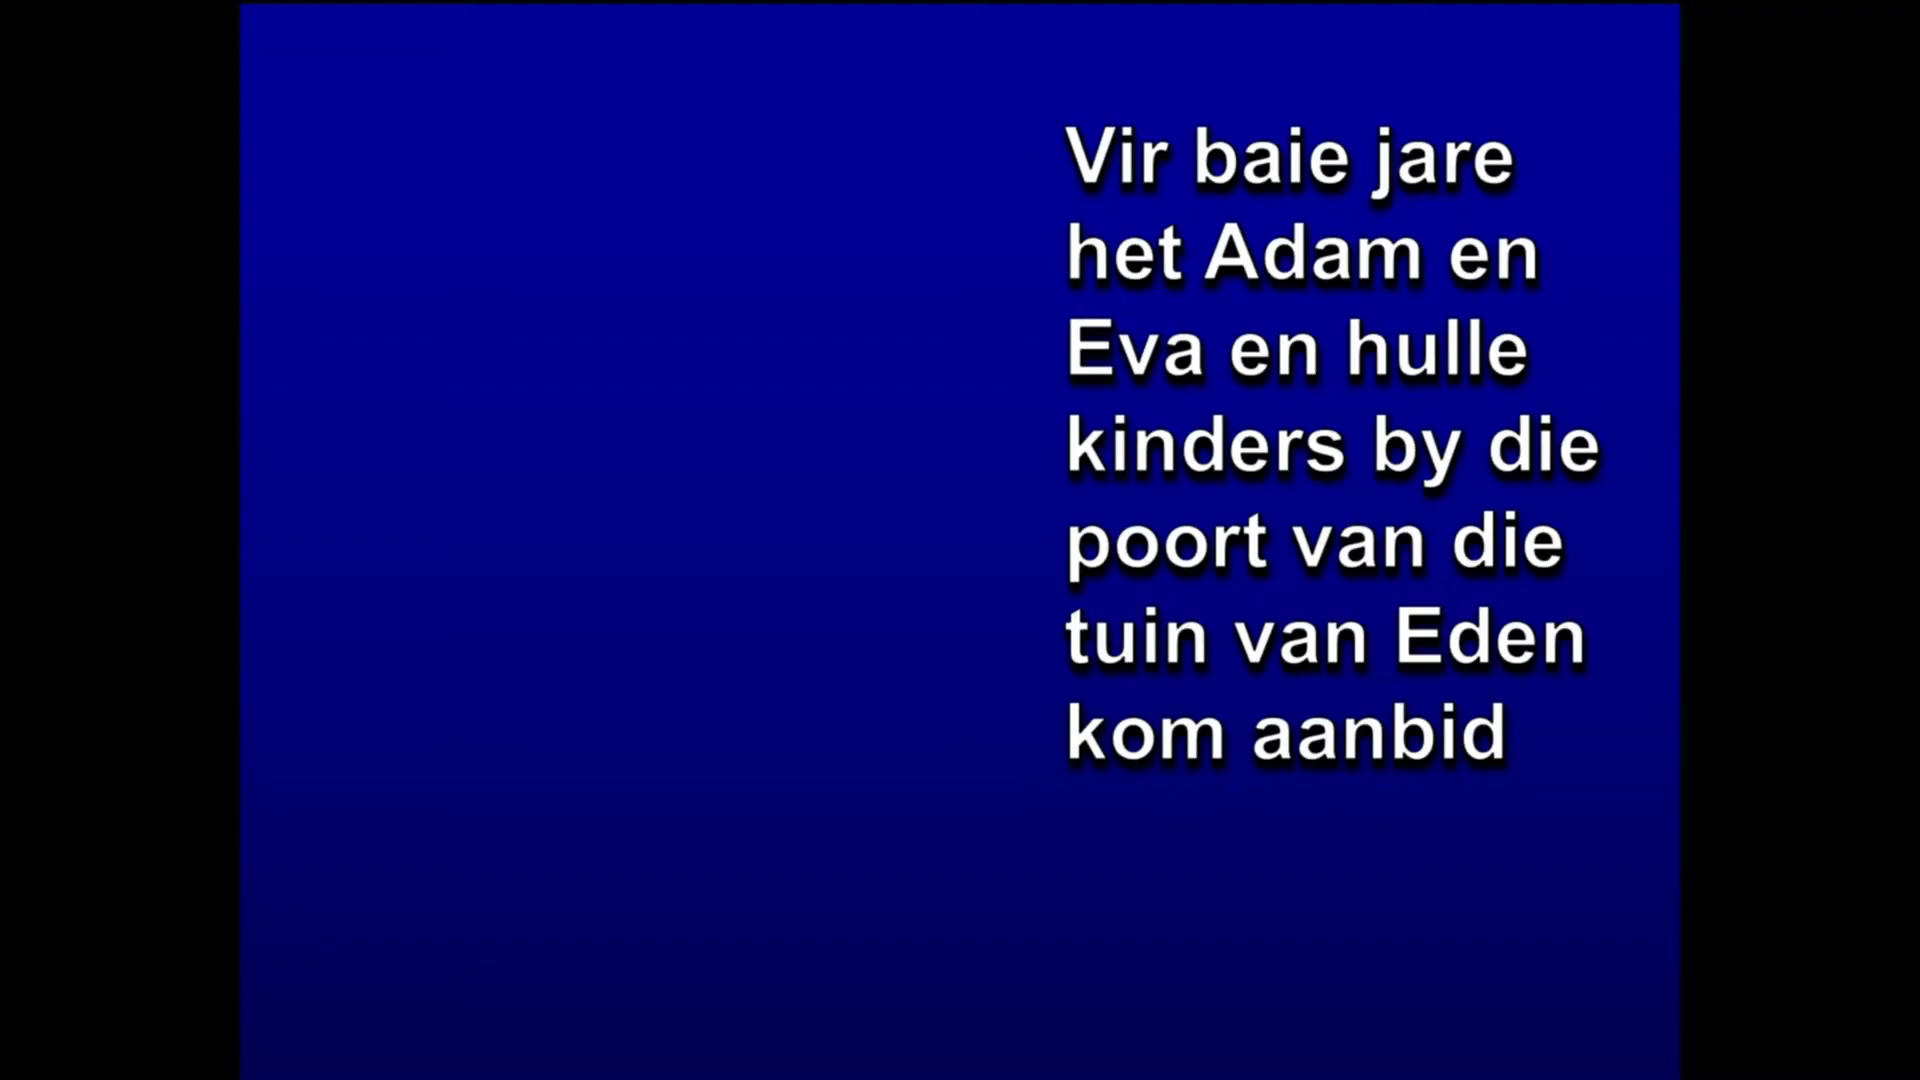 Vir baie jare
het Adam en
Eva en hulle
kinders by die
poort van die
tuin van Eden
kom aanbid